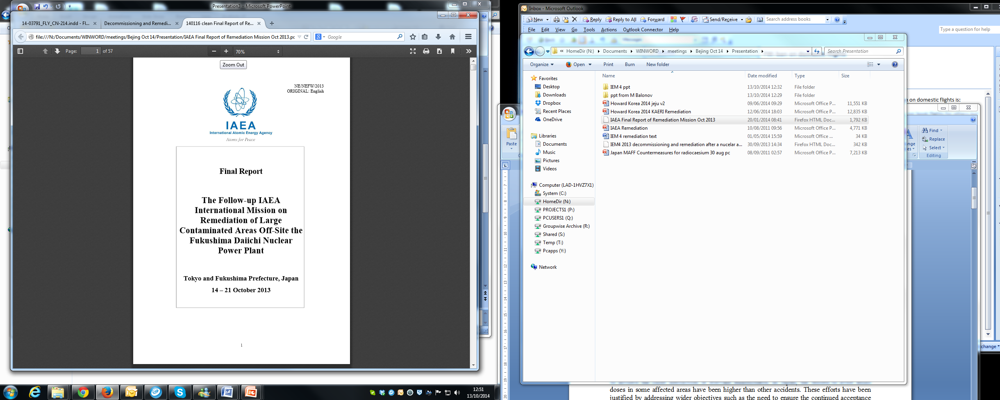 Presentation3 - Microsoft PowerPoint
14-03791_FLY_CN-214.indd - Fl...
Decommissioning and Remedi...
140116 clean Final Report of Re...
file:///N:/Documents/WINWORD/meetings/Bejing Oct 14/Presentation/IAEA Final Report of Remediation Mission Oct 2013.pc
Google
Page: 1 of 57
70%
Zoom Out
NE/NEFW/2013
ORIGINAL: English
IAEA
International Atomic Energy Agency
Atoms for Peace
Final Report
The Follow-up IAEA
International Mission on
Remediation of Large
Contaminated Areas Off-Site the
Fukushima Daiichi Nuclear
Power Plant
Tokyo and Fukushima Prefecture, Japan
14 – 21 October 2013
1
12:51
13/10/2014
Inbox - Microsoft Outlook
New Reply Reply to All Forward Send/Receive Search address books
File Edit View Go Tools Actions Outlook Connector Help
Type a question for help
HomeDir (N:) Documents WINWORD meetings Bejing Oct 14 Presentation
Search Presentation
Organize Open Print Burn New folder
Favorites
Desktop
Downloads
Dropbox
Recent Places
OneDrive
Libraries
Documents
Music
Pictures
Videos
Computer (LAD-1HVZ7X1)
System (C:)
HomeDir (N:)
PROJECTS1 (P:)
PCUSERS1 (Q:)
Groupwise Archive (R:)
Shared (S:)
Temp (T:)
Pcapps (Y:)
Network
Name Date modified Type Size
IEM 4 ppt 13/10/2014 12:32 File folder
ppt from M Balonov 13/10/2014 12:29 File folder
Howard Korea 2014 jeju v2 09/06/2014 09:29 Microsoft Office P... 11,551 KB
Howard Korea 2014 KAERI Remediation 12/06/2014 18:03 Microsoft Office P... 12,835 KB
IAEA Final Report of Remediation Mission Oct 2013 20/01/2014 08:41 Firefox HTML Doc... 1,792 KB
IAEA Remediation 10/08/2011 09:56 Microsoft Office P... 4,771 KB
IEM 4 remediation text 01/05/2014 15:59 Microsoft Office ... 34 KB
IEM4 2013 decommissioning and remediation after a nucelar a... 30/09/2013 14:34 Firefox HTML Doc... 342 KB
Japan MAFF Countermeasures for radiocaesium 30 aug pc 08/09/2011 02:57 Microsoft Office P... 7,213 KB
n on domestic flights is:
Paste
Find
Replace
Select
Editing
nge
es
change
7
8
9
10
11
12
13
14
15
16
17
18
19
20
doses in some affected areas have been higher than other accidents. These efforts have been
justified by addressing wider objectives such as the need to ensure the continued acceptance